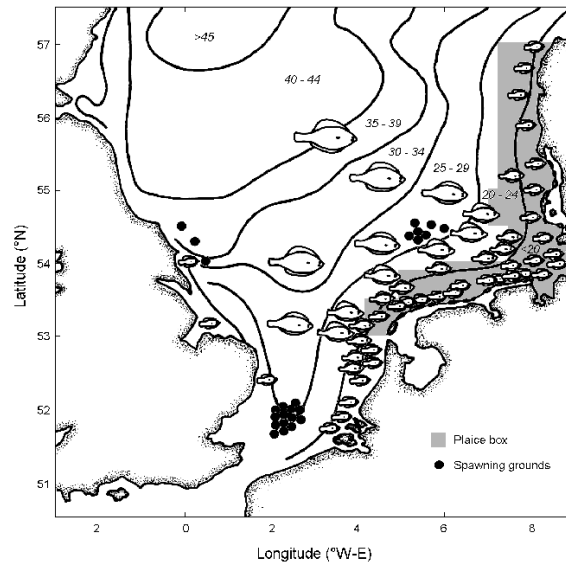 57
56
55
54
53
52
51
Latitude (°N)
>45
40 - 44
35 - 39
30 - 34
25 - 29
20 - 24
<20
Plaice box
Spawning grounds
2
0
2
4
6
8
Longitude (°W-E)